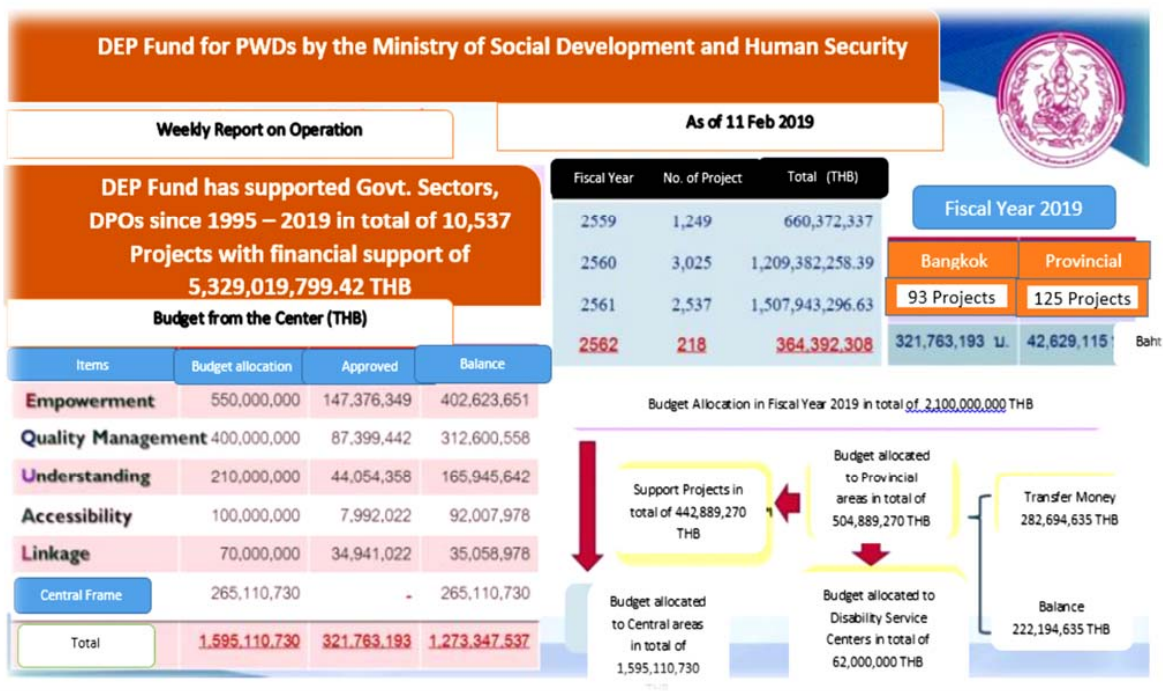 DEP Fund for PWDs by the Ministry of Social Development and Human Security
Weekly Report on Operation
As of 11 Feb 2019
DEP Fund has supported Govt. Sectors,
DPOs since 1995 – 2019 in total of 10,537
Projects with financial support of
5,329,019,799.42 THB
Budget from the Center (THB)
Items Budget allocation Approved Balance
Empowerment 550,000,000 147,376,349 402,623,651
Quality Management 400,000,000 87,399,442 312,600,558
Understanding 210,000,000 44,054,358 165,945,642
Accessibility 100,000,000 7,992,022 92,007,978
Linkage 70,000,000 34,941,022 35,058,978
Central Frame 265,110,730 - 265,110,730
Total 1,595,110,730 321,763,193 1,273,347,537
Fiscal Year No. of Project Total (THB)
2559 1,249 660,372,337
2560 3,025 1,209,382,258.39
2561 2,537 1,507,943,296.63
2562 218 364,392,308
Fiscal Year 2019
Bangkok Provincial
93 Projects 125 Projects
321,763,193 บ. 42,629,115 Baht
Budget Allocation in Fiscal Year 2019 in total of 2,100,000,000 THB
Support Projects in
total of 442,889,270
THB
Budget allocated
to Provincial
areas in total of
504,889,270 THB
Transfer Money
282,694,635 THB
Balance
222,194,635 THB
Budget allocated
to Central areas
in total of
1,595,110,730
Budget allocated to
Disability Service
Centers in total of
62,000,000 THB